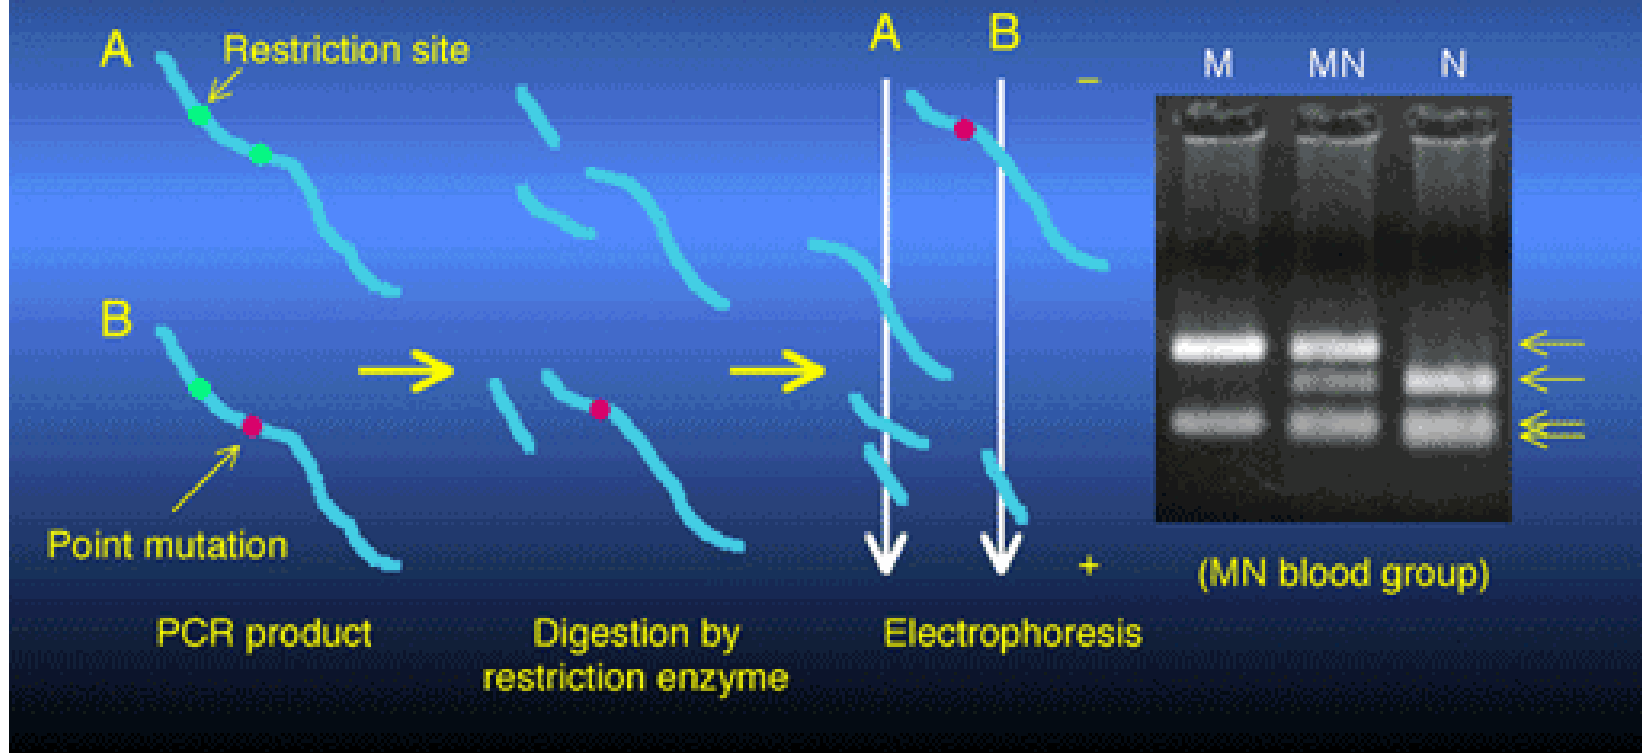 A
Restriction site
B
Point mutation
PCR product
Digestion by
restriction enzyme
A
B
–
+
Electrophoresis
M
MN
N
(MN blood group)